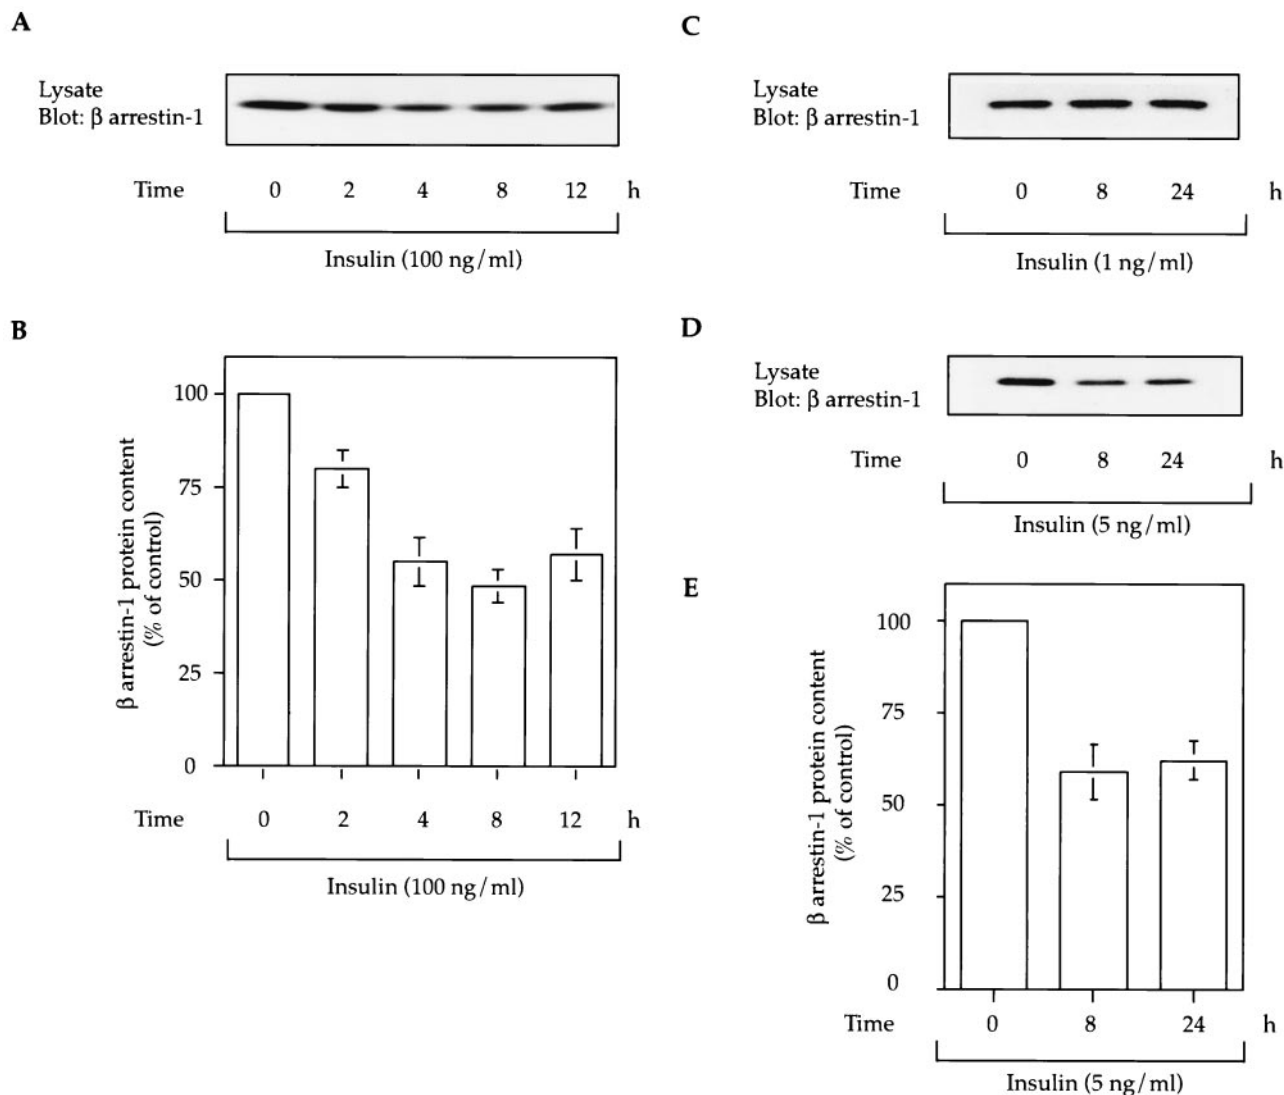 A
Lysate
Blot: β arrestin-1
Time 0 2 4 8 12 h
Insulin (100 ng/ml)
B
100
75
50
25
0
β arrestin-1 protein content
(% of control)
Time 0 2 4 8 12 h
Insulin (100 ng/ml)
C
Lysate
Blot: β arrestin-1
Time 0 8 24 h
Insulin (1 ng/ml)
D
Lysate
Blot: β arrestin-1
Time 0 8 24 h
Insulin (5 ng/ml)
E
100
75
50
25
0
β arrestin-1 protein content
(% of control)
Time 0 8 24 h
Insulin (5 ng/ml)